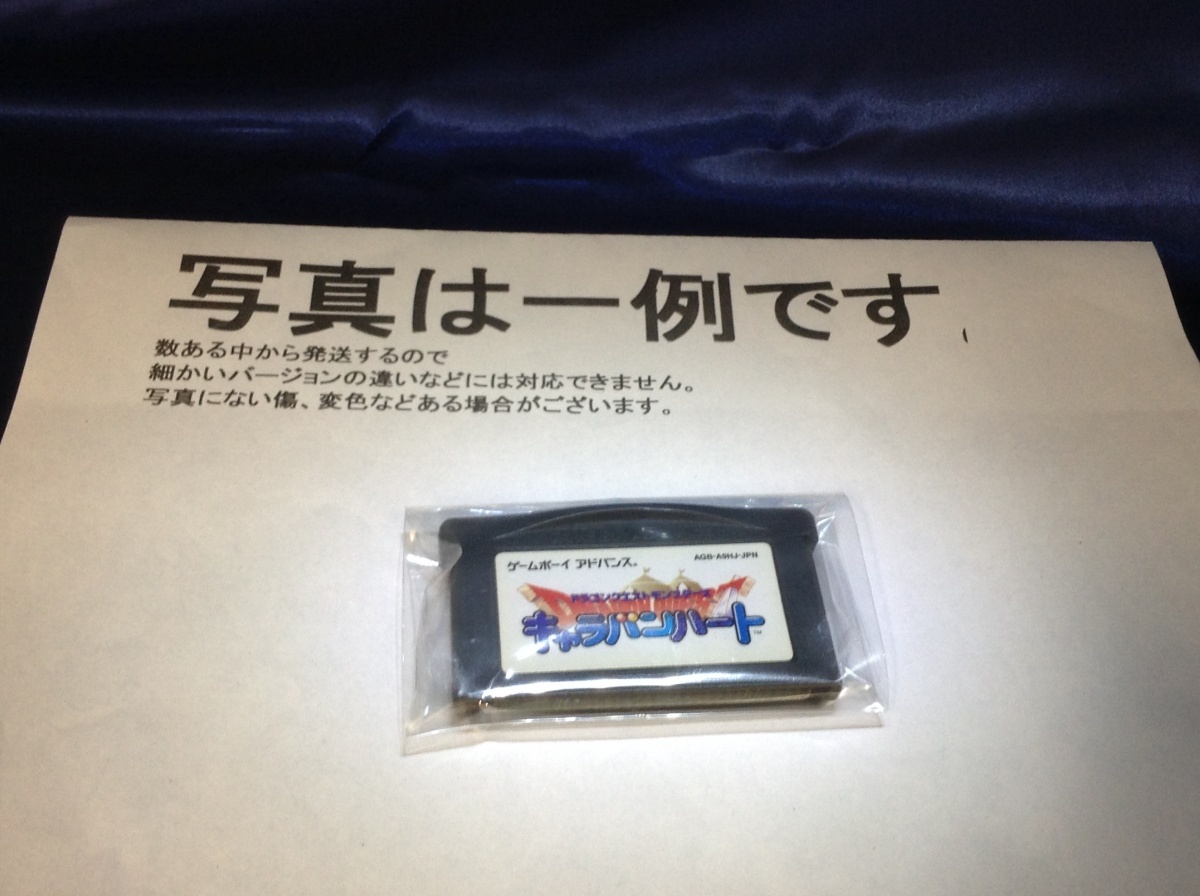 写真は一例です
数ある中から発送するので
細かいバージョンの違いなどには対応できません。
写真にない傷、変色などある場合がございます。
ゲームボーイ アドバンス®
AGB-A9HJ-JPN
ドラゴンクエストモンスターズ
キャラバンハート™